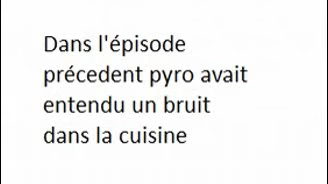 Dans l'épisode
précedent pyro avait
entendu un bruit
dans la cuisine